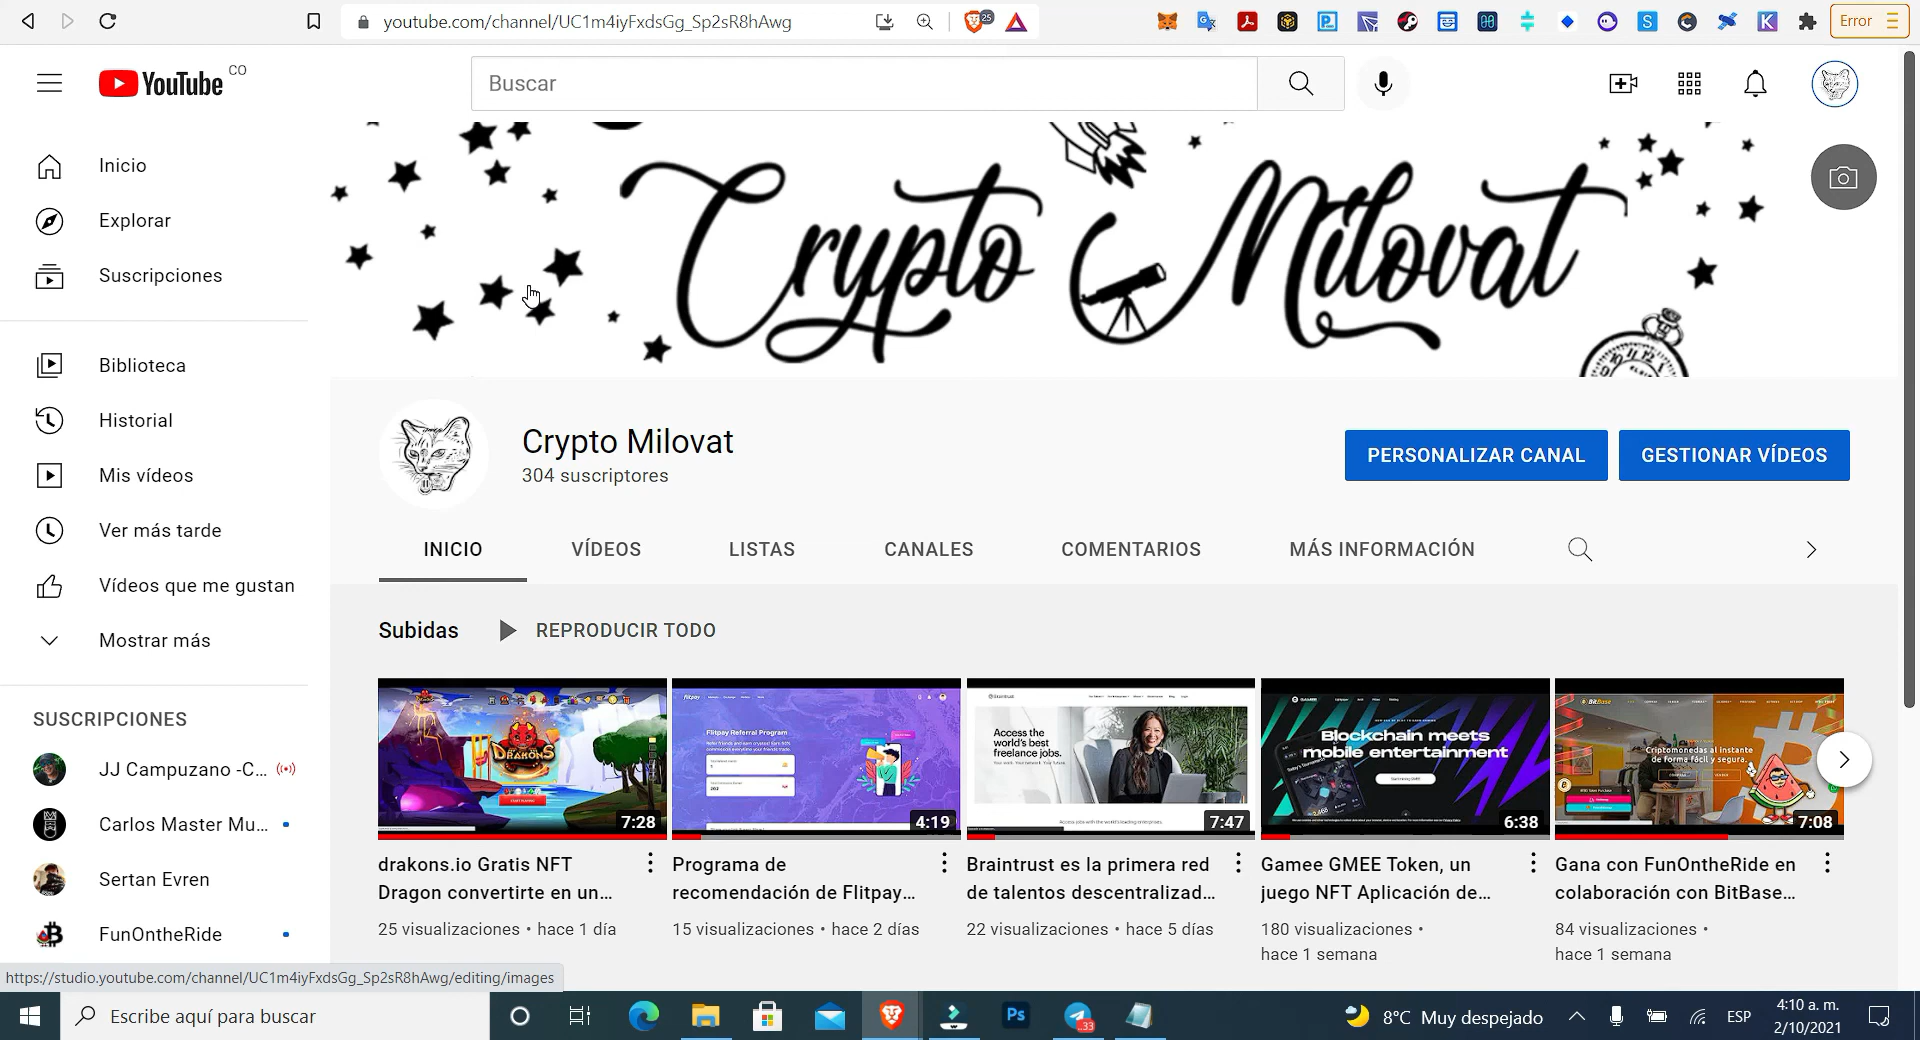 youtube.com/channel/UC1m4iyFxdsGg_Sp2sR8hAwg
25
Error
YouTube CO
Buscar
Inicio
Explorar
Suscripciones
Biblioteca
Historial
Mis vídeos
Ver más tarde
Vídeos que me gustan
Mostrar más
SUSCRIPCIONES
JJ Campuzano -C...
Carlos Master Mu...
Sertan Evren
FunOntheRide
Crypto Milovat
Crypto Milovat
304 suscriptores
PERSONALIZAR CANAL
GESTIONAR VÍDEOS
INICIO VÍDEOS LISTAS CANALES COMENTARIOS MÁS INFORMACIÓN
Subidas REPRODUCIR TODO
DRAKONS
7:28
drakons.io Gratis NFT
Dragon convertirte en un...
25 visualizaciones • hace 1 día
flitpay
Flitpay Referral Program
4:19
Programa de
recomendación de Flitpay...
15 visualizaciones • hace 2 días
Braintrust
Access the
world's best
freelance jobs.
7:47
Braintrust es la primera red
de talentos descentralizad...
22 visualizaciones • hace 5 días
GAMEE
Blockchain meets
mobile entertainment
6:38
Gamee GMEE Token, un
juego NFT Aplicación de...
180 visualizaciones •
hace 1 semana
BitBase
Criptomonedas al instante
de forma fácil y segura.
7:08
Gana con FunOntheRide en
colaboración con BitBase...
84 visualizaciones •
hace 1 semana
https://studio.youtube.com/channel/UC1m4iyFxdsGg_Sp2sR8hAwg/editing/images
Escribe aquí para buscar
Ps
33
8°C Muy despejado
ESP
4:10 a. m.
2/10/2021